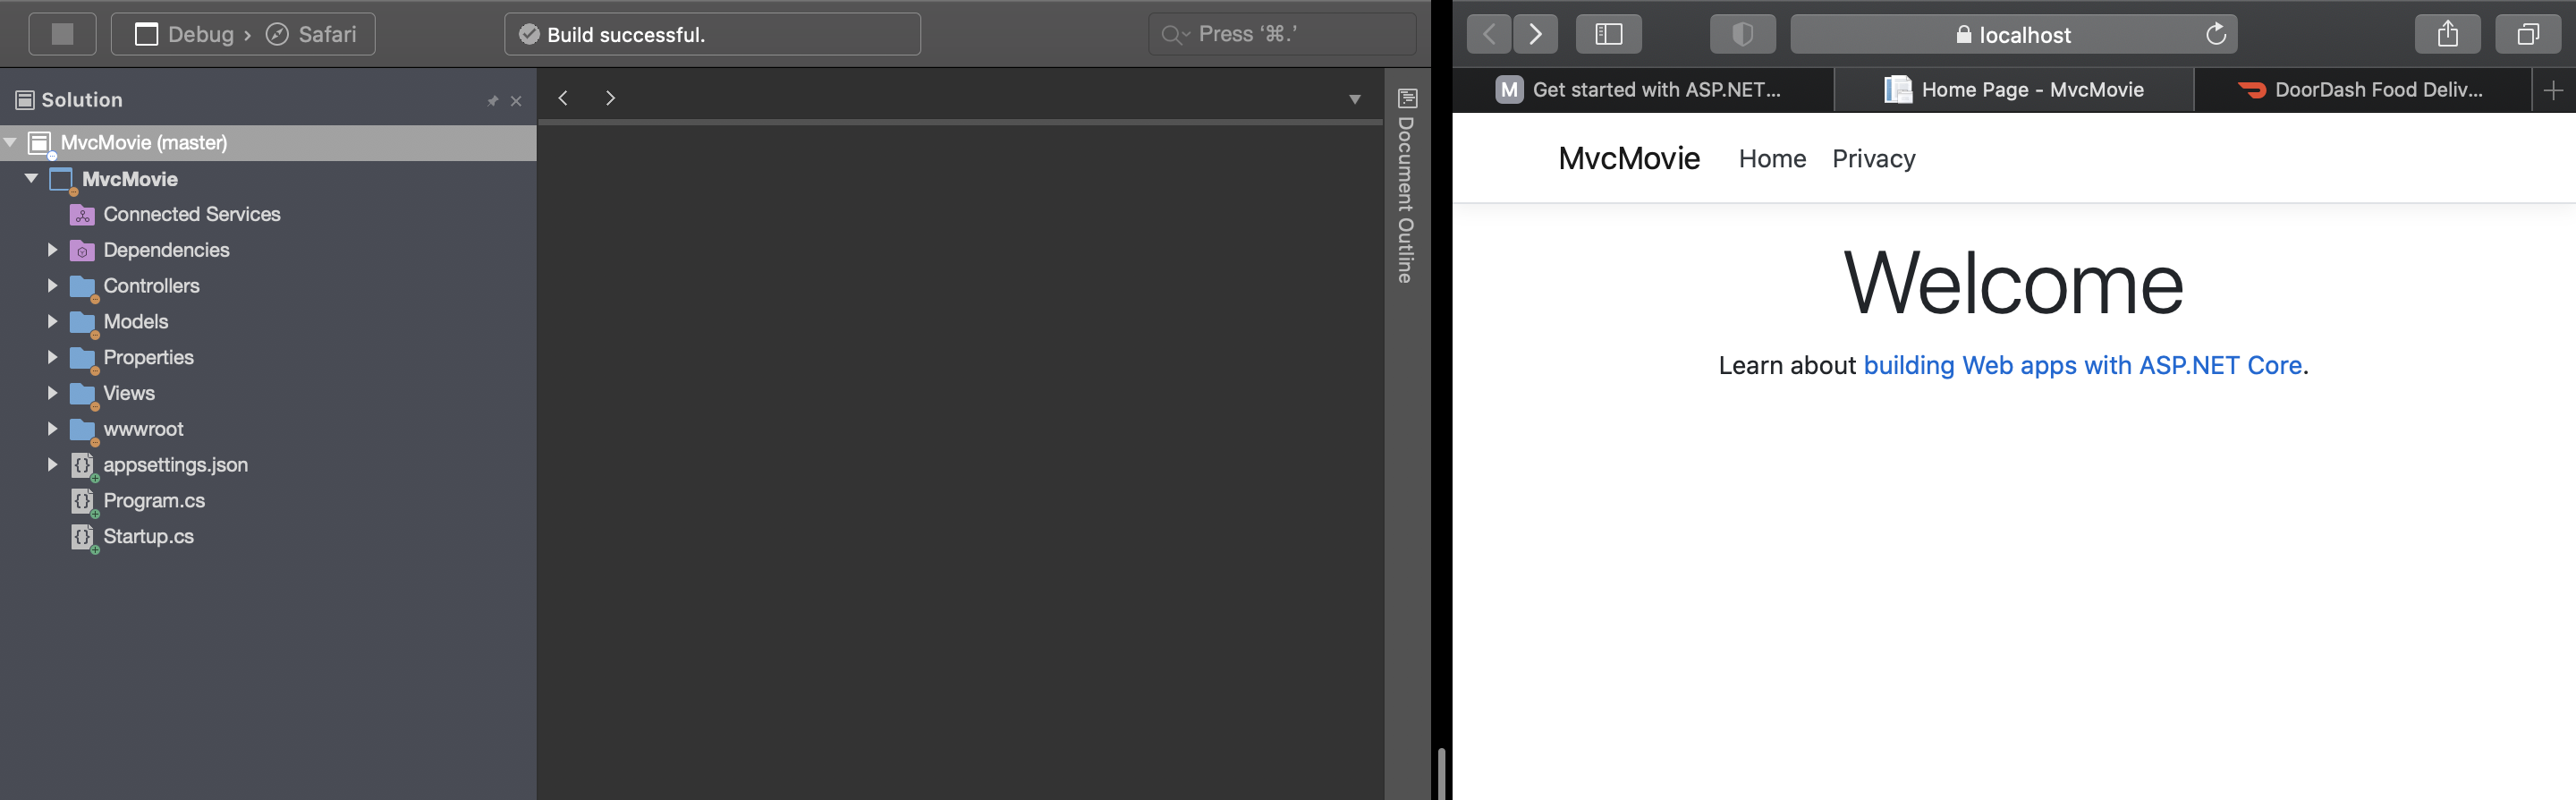 Debug › Safari
Build successful.
Press ‘⌘.’
Solution
MvcMovie (master)
MvcMovie
Connected Services
Dependencies
Controllers
Models
Properties
Views
wwwroot
appsettings.json
Program.cs
Startup.cs
Document Outline
localhost
M Get started with ASP.NET...
Home Page - MvcMovie
DoorDash Food Deliv...
MvcMovie Home Privacy
Welcome
Learn about building Web apps with ASP.NET Core.